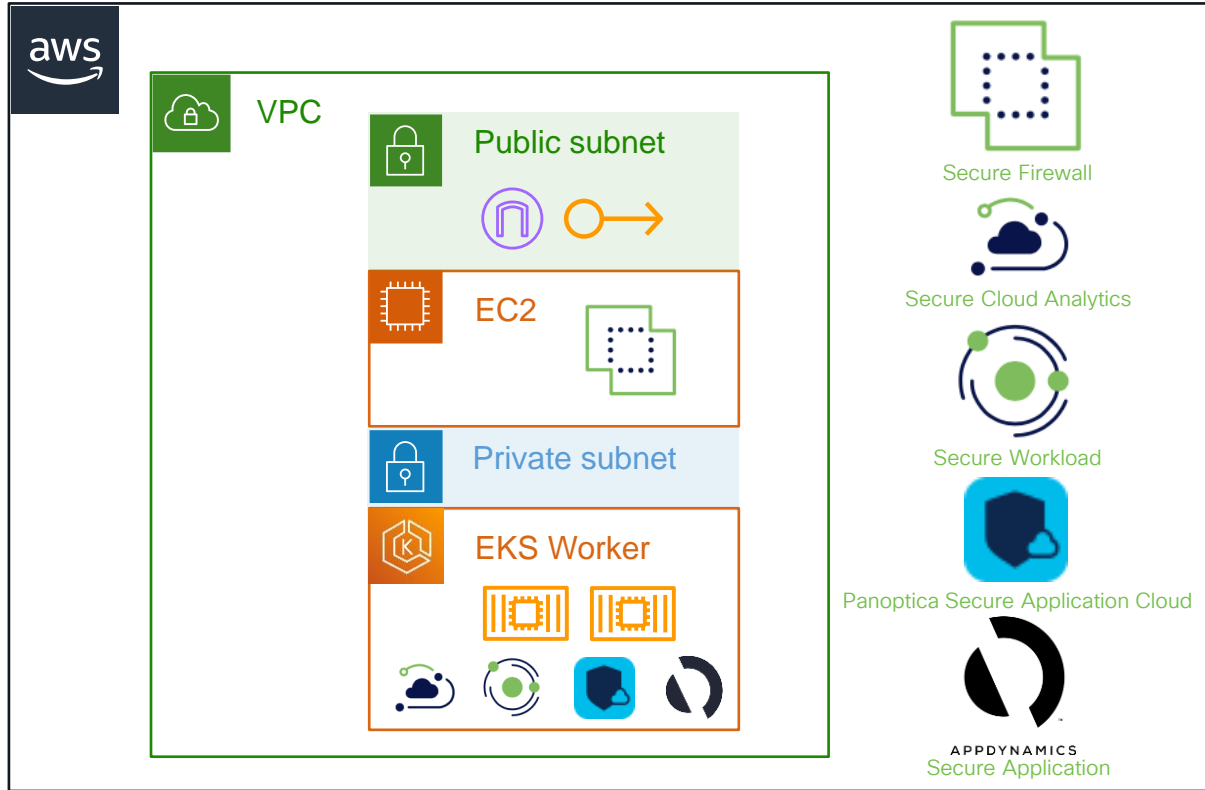 aws
VPC
Public subnet
EC2
Private subnet
EKS Worker
K
Secure Firewall
Secure Cloud Analytics
Secure Workload
Panoptica Secure Application Cloud
APPDYNAMICS
Secure Application